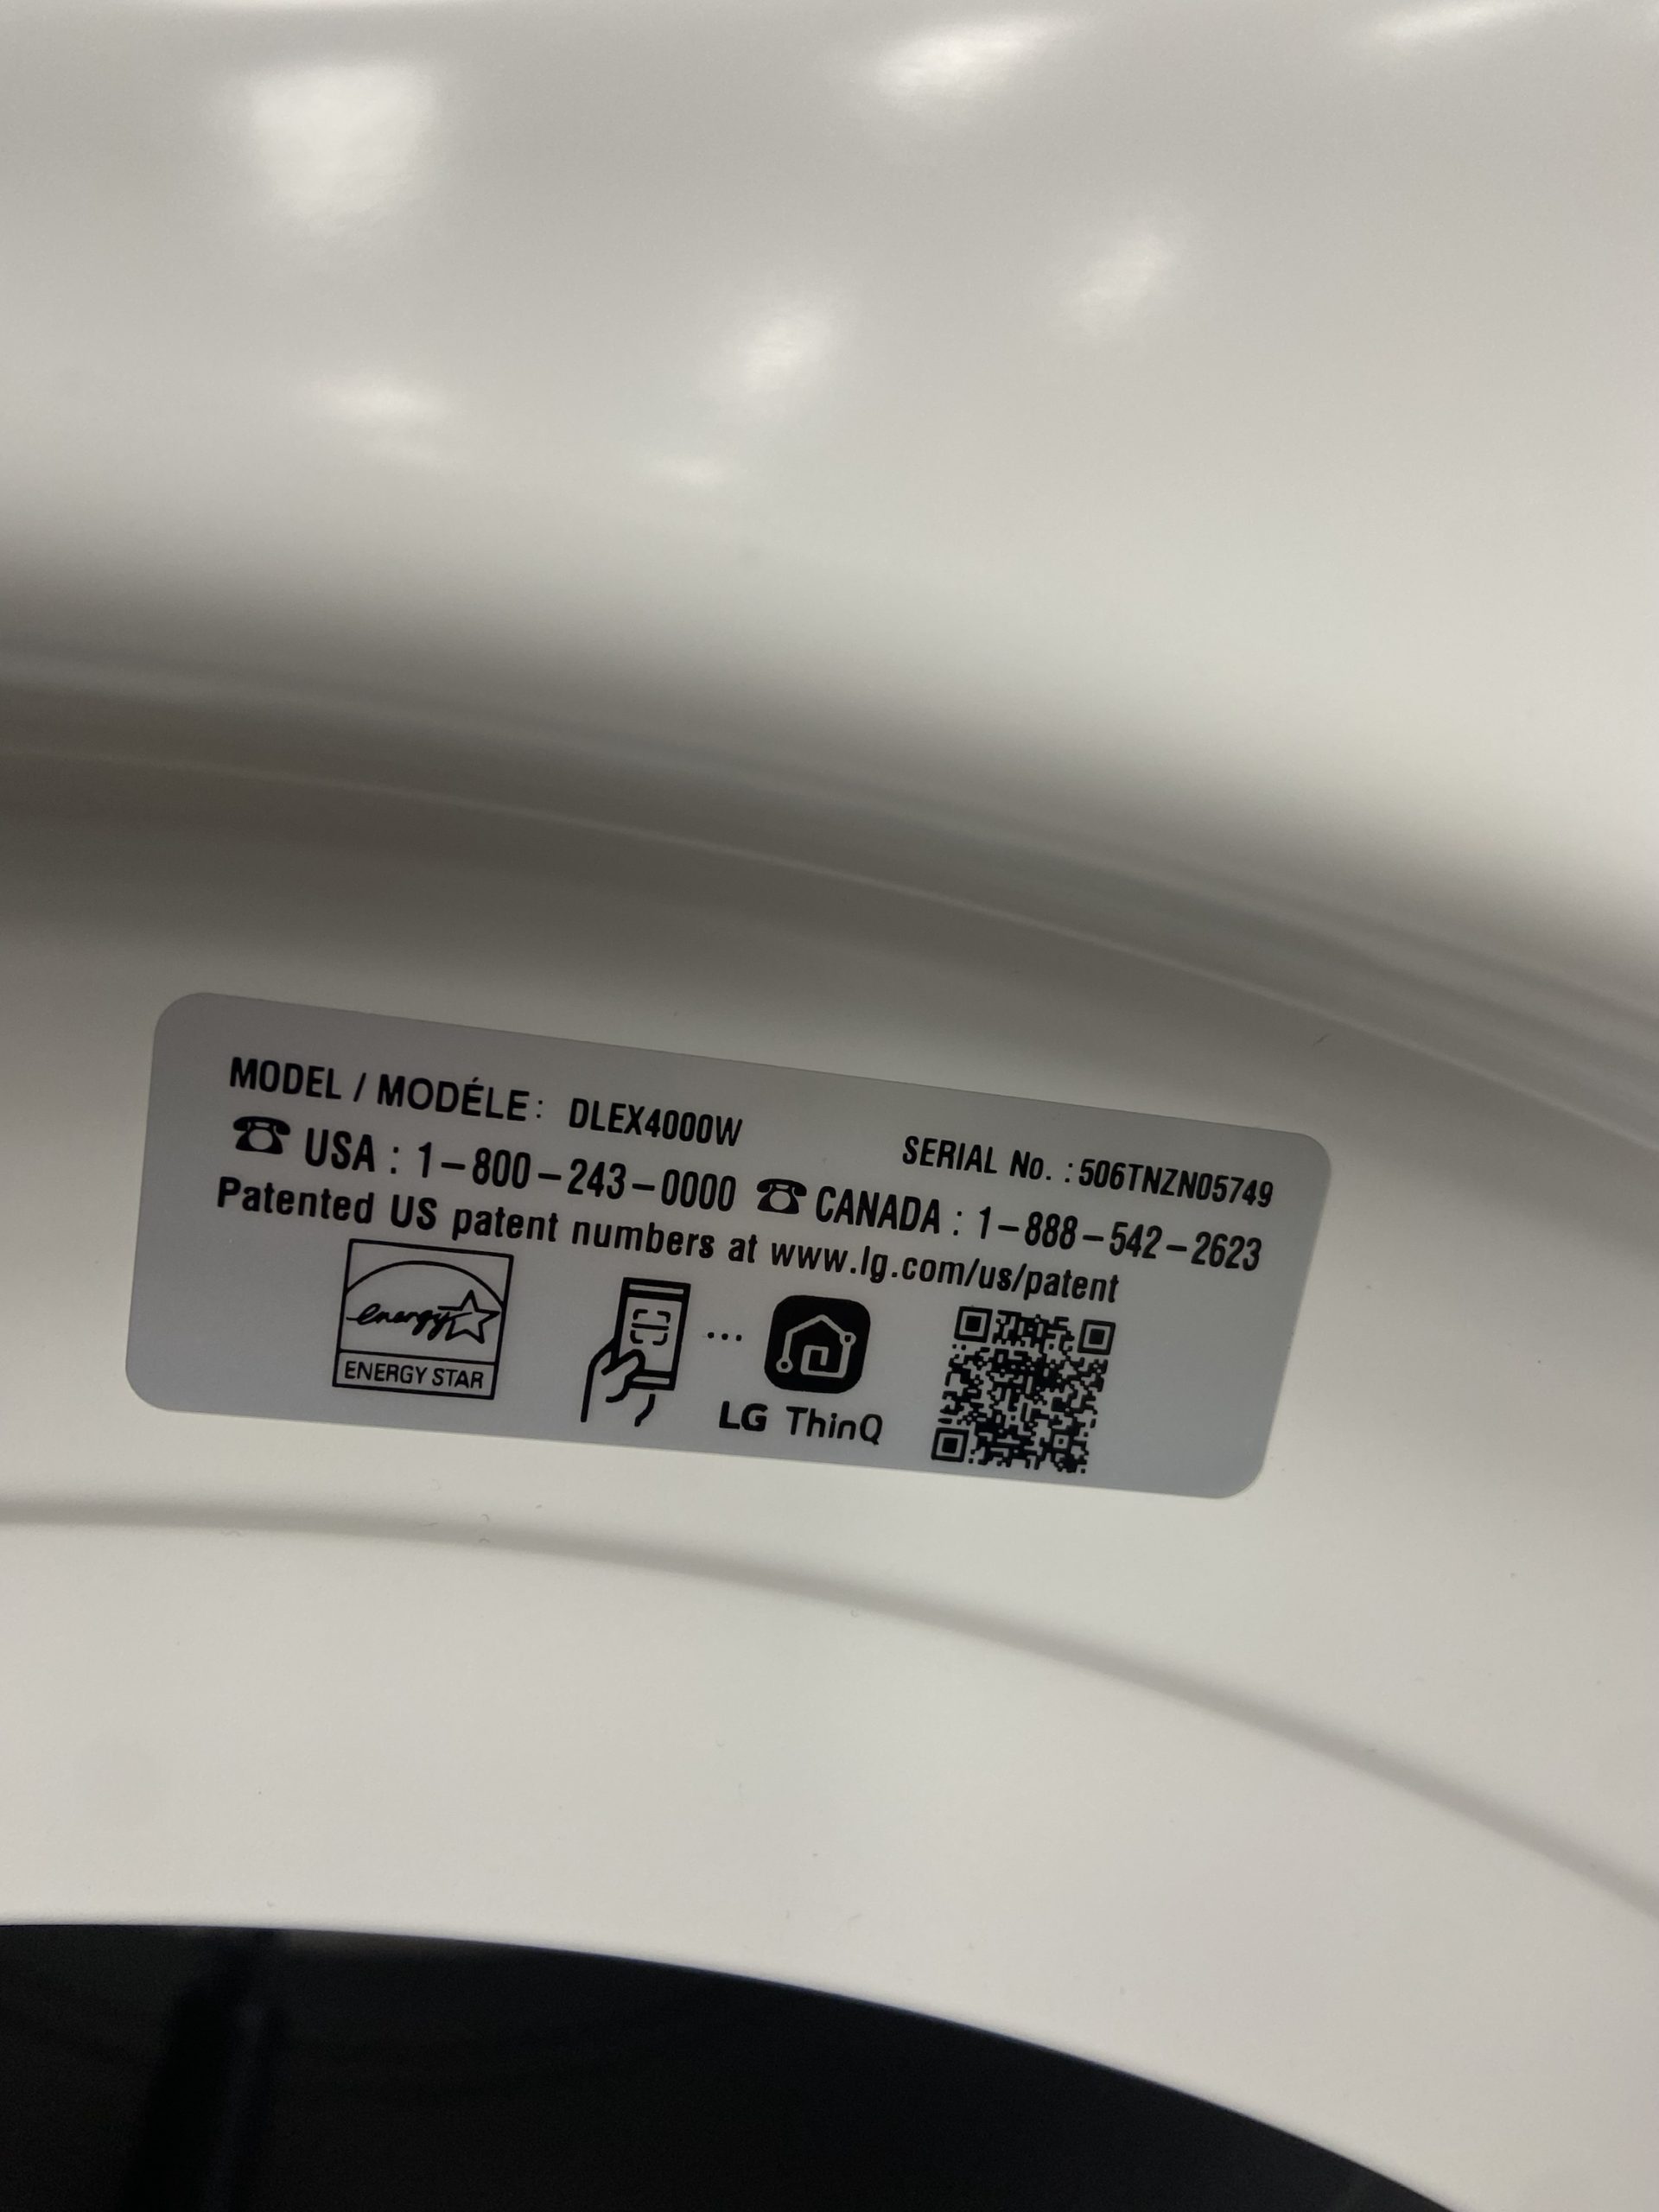 MODEL / MODÉLE : DLEX4000W SERIAL No. : 506TNZN05749
USA : 1-800-243-0000 CANADA : 1-888-542-2623
Patented US patent numbers at www.lg.com/us/patent
energy
ENERGY STAR
LG ThinQ